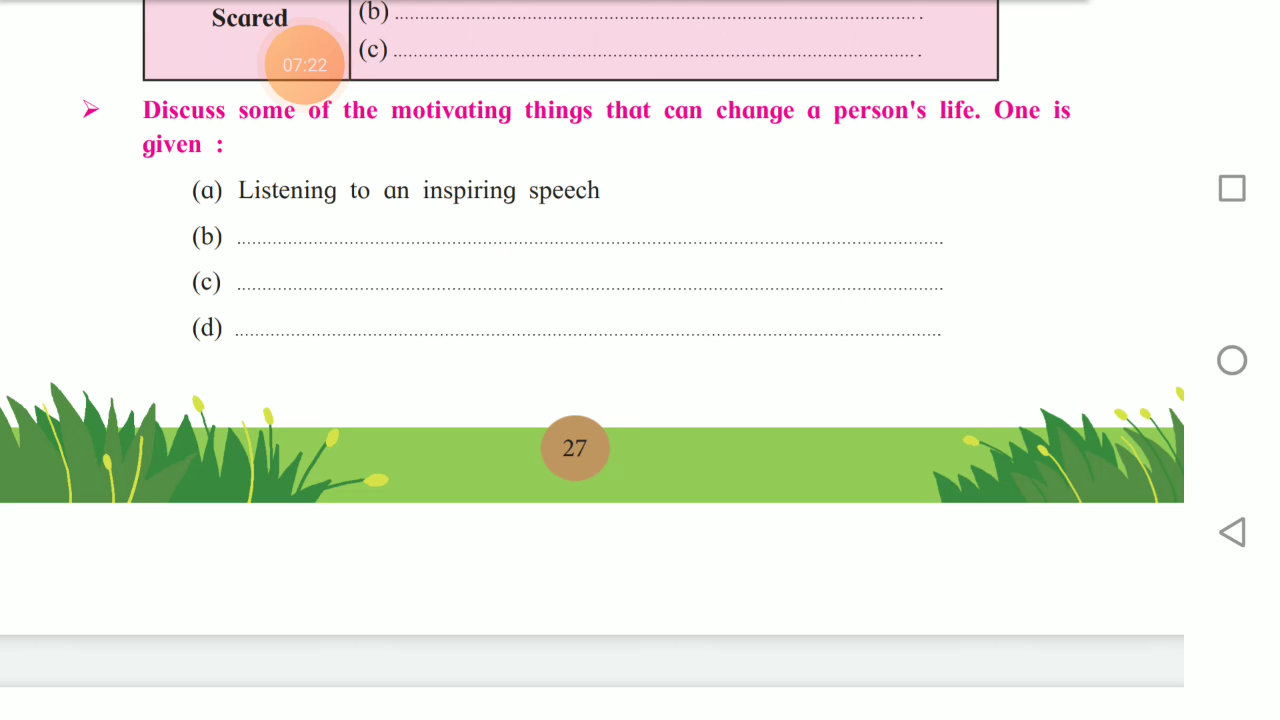 (b) ..........................................................
Scared
(c) ..........................................................
07:22
➢ Discuss some of the motivating things that can change a person's life. One is
given :
(a) Listening to an inspiring speech
(b) ..........................................................
(c) ..........................................................
(d) ..........................................................
27